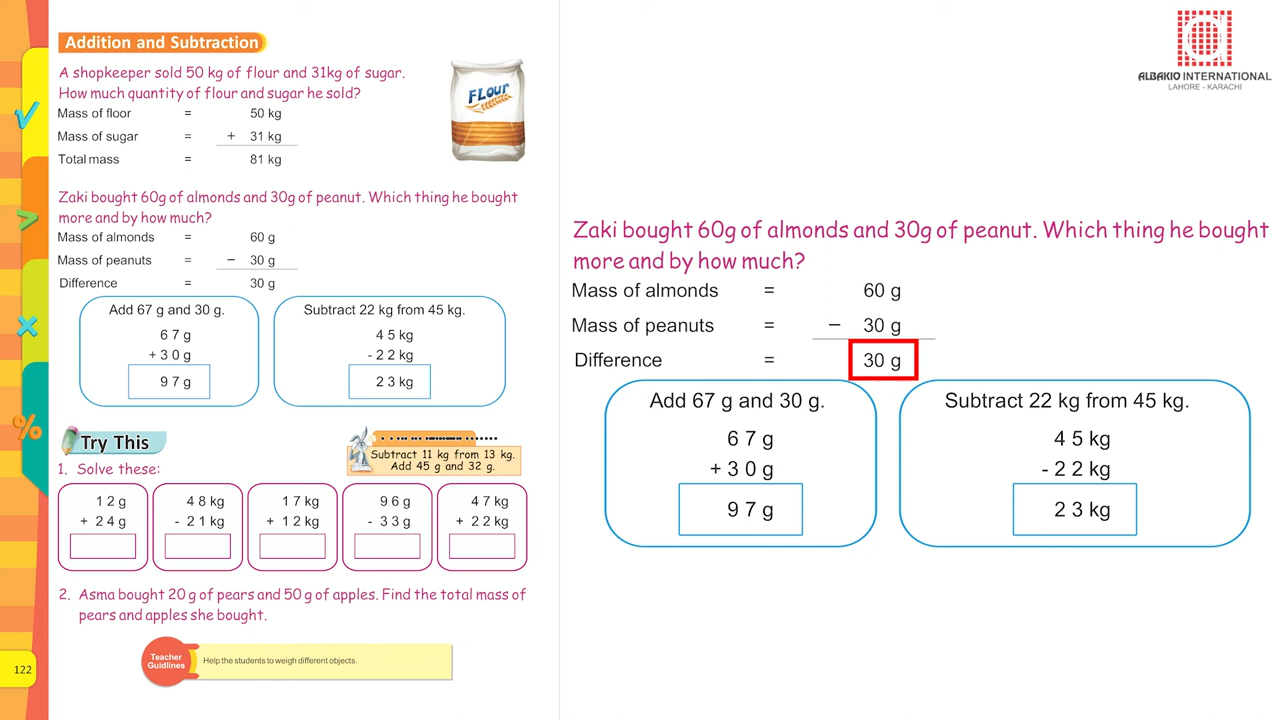 Addition and Subtraction
A shopkeeper sold 50 kg of flour and 31kg of sugar.
How much quantity of flour and sugar he sold?
Mass of floor = 50 kg
Mass of sugar = + 31 kg
Total mass = 81 kg
FLOUR
Zaki bought 60g of almonds and 30g of peanut. Which thing he bought
more and by how much?
Mass of almonds = 60 g
Mass of peanuts = − 30 g
Difference = 30 g
Add 67 g and 30 g.
6 7 g
+ 3 0 g
9 7 g
Subtract 22 kg from 45 kg.
4 5 kg
- 2 2 kg
2 3 kg
Try This
Subtract 11 kg from 13 kg.
Add 45 g and 32 g.
1. Solve these:
1 2 g
+ 2 4 g
4 8 kg
- 2 1 kg
1 7 kg
+ 1 2 kg
9 6 g
- 3 3 g
4 7 kg
+ 2 2 kg
2. Asma bought 20 g of pears and 50 g of apples. Find the total mass of
pears and apples she bought.
Teacher
Guidlines
Help the students to weigh different objects.
122
✓
>
×
%
ALBAKIO INTERNATIONAL
LAHORE - KARACHI
Zaki bought 60g of almonds and 30g of peanut. Which thing he bought
more and by how much?
Mass of almonds = 60 g
Mass of peanuts = − 30 g
Difference = 30 g
Add 67 g and 30 g.
6 7 g
+ 3 0 g
9 7 g
Subtract 22 kg from 45 kg.
4 5 kg
- 2 2 kg
2 3 kg